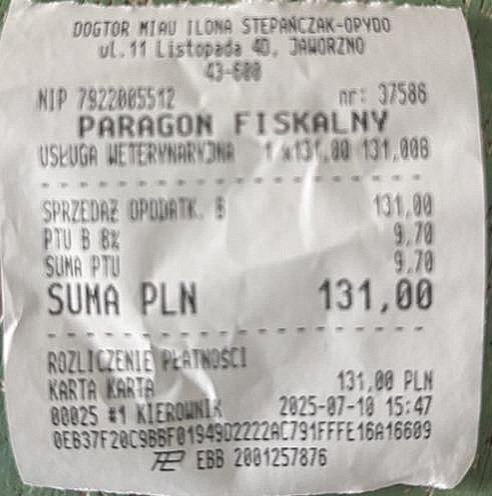 DOGTOR MIAU ILONA STEPAŃCZAK-OPYDO
ul.11 Listopada 4D, JAWORZNO
43-600
NIP 7922005512 nr: 37586
PARAGON FISKALNY
USŁUGA WETERYNARYJNA 1 x131,00 131,00B
SPRZEDAŻ OPODATK. B 131,00
PTU B 8% 9,70
SUMA PTU 9,70
SUMA PLN 131,00
ROZLICZENIE PŁATNOŚCI
KARTA KARTA 131,00 PLN
00025 #1 KIEROWNIK 2025-07-10 15:47
0EB37F20C9BBF01949D2222AC791FFFE16A16609
EBB 2001257876